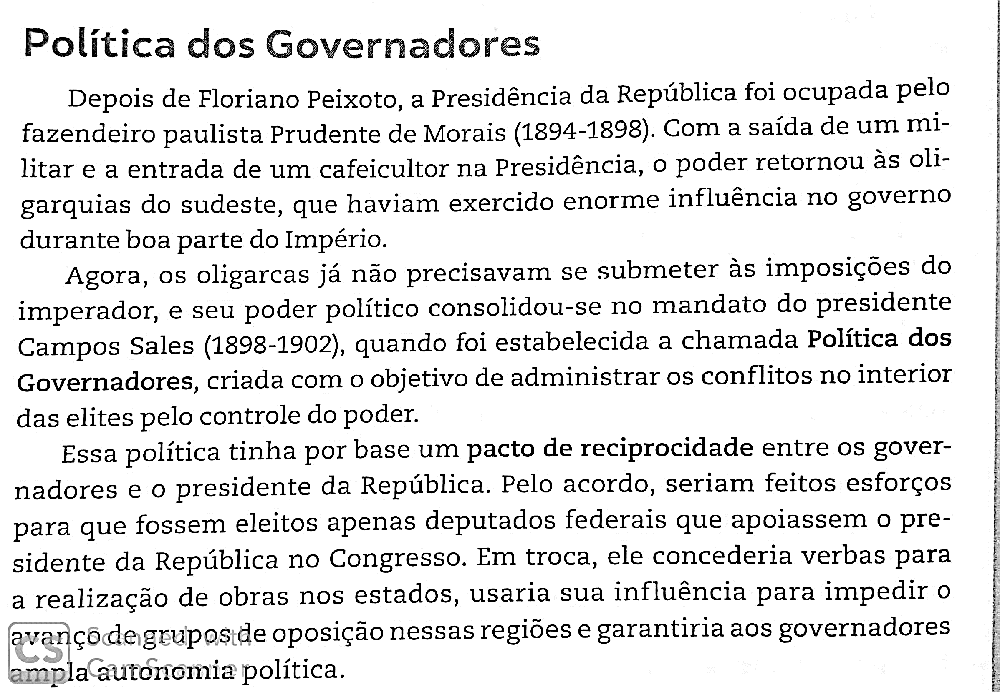 Política dos Governadores
Depois de Floriano Peixoto, a Presidência da República foi ocupada pelo
fazendeiro paulista Prudente de Morais (1894-1898). Com a saída de um mi-
litar e a entrada de um cafeicultor na Presidência, o poder retornou às oli-
garquias do sudeste, que haviam exercido enorme influência no governo
durante boa parte do Império.
Agora, os oligarcas já não precisavam se submeter às imposições do
imperador, e seu poder político consolidou-se no mandato do presidente
Campos Sales (1898-1902), quando foi estabelecida a chamada Política dos
Governadores, criada com o objetivo de administrar os conflitos no interior
das elites pelo controle do poder.
Essa política tinha por base um pacto de reciprocidade entre os gover-
nadores e o presidente da República. Pelo acordo, seriam feitos esforços
para que fossem eleitos apenas deputados federais que apoiassem o pre-
sidente da República no Congresso. Em troca, ele concederia verbas para
a realização de obras nos estados, usaria sua influência para impedir o
avanço de grupos de oposição nessas regiões e garantiria aos governadores
ampla autonomia política.
CS
Scanned with
CamScanner